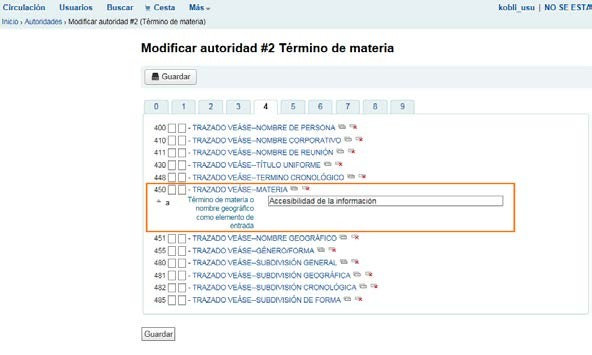 Circulación Usuarios Buscar Cesta Más kobli_usu | NO SE ESTÁ
Inicio › Autoridades › Modificar autoridad #2 (Término de materia)
Modificar autoridad #2 Término de materia
Guardar
0 1 2 3 4 5 6 7 8 9
400 - TRAZADO VEÁSE--NOMBRE DE PERSONA
410 - TRAZADO VEÁSE--NOMBRE CORPORATIVO
411 - TRAZADO VEÁSE--NOMBRE DE REUNIÓN
430 - TRAZADO VEÁSE--TÍTULO UNIFORME
448 - TRAZADO VEÁSE--TERMINO CRONOLÓGICO
450 - TRAZADO VEÁSE--MATERIA
a Término de materia o Accesibilidad de la información
nombre geográfico
como elemento de
entrada
451 - TRAZADO VEÁSE--NOMBRE GEOGRÁFICO
455 - TRAZADO VEÁSE--GÉNERO/FORMA
480 - TRAZADO VEÁSE--SUBDIVISIÓN GENERAL
481 - TRAZADO VEÁSE--SUBDIVISIÓN GEOGRÁFICA
482 - TRAZADO VEÁSE--SUBDIVISIÓN CRONOLÓGICA
485 - TRAZADO VEÁSE--SUBDIVISIÓN DE FORMA
Guardar